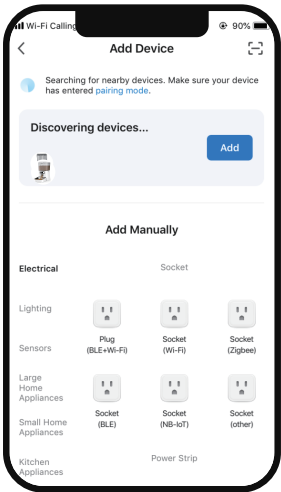 Wi-Fi Calling
90%
Add Device
Searching for nearby devices. Make sure your device
has entered pairing mode.
Discovering devices...
Add
Add Manually
Electrical
Socket
Lighting
Plug
(BLE+Wi-Fi)
Socket
(Wi-Fi)
Socket
(Zigbee)
Sensors
Large
Home
Appliances
Socket
(BLE)
Socket
(NB-IoT)
Socket
(other)
Small Home
Appliances
Power Strip
Kitchen
Appliances